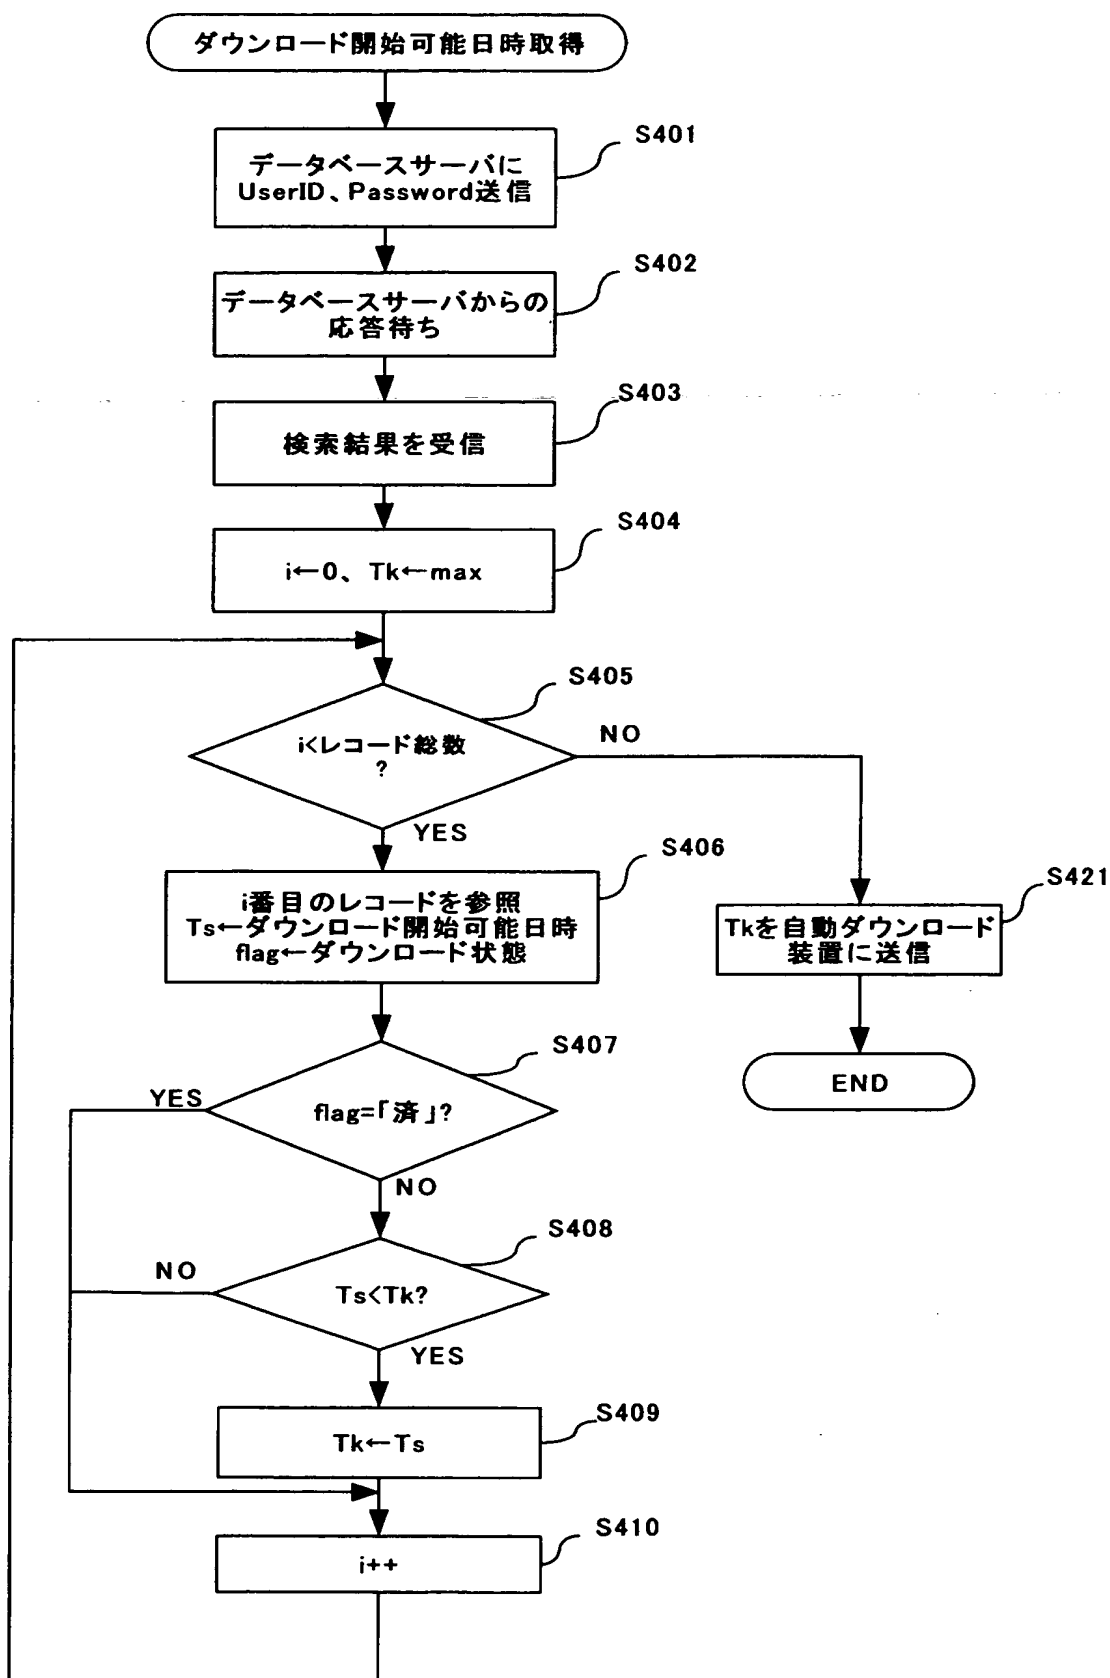 ダウンロード開始可能日時取得
S401
データベースサーバに
UserID、Password送信
S402
データベースサーバからの
応答待ち
S403
検索結果を受信
S404
i←0、Tk←max
S405
i<レコード総数
?
NO
YES
S406
i番目のレコードを参照
Ts←ダウンロード開始可能日時
flag←ダウンロード状態
S421
Tkを自動ダウンロード
装置に送信
S407
YES
flag=「済」?
END
NO
S408
NO
Ts<Tk?
YES
S409
Tk←Ts
S410
i++